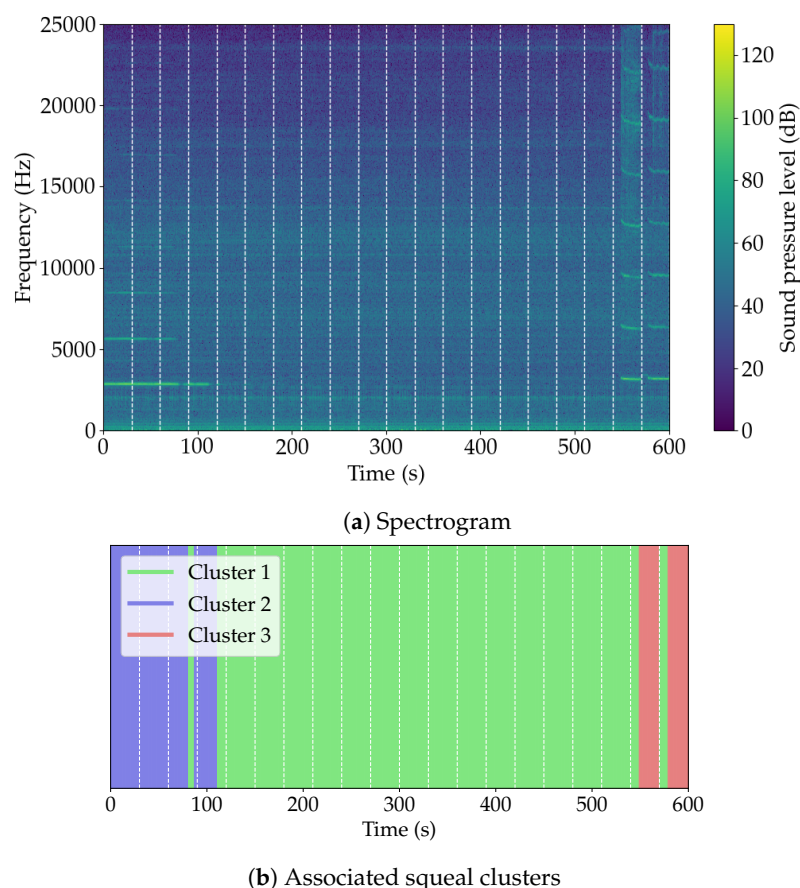 25000
20000
15000
10000
5000
0
Frequency (Hz)
0 100 200 300 400 500 600
Time (s)
120
100
80
60
40
20
0
Sound pressure level (dB)
(a) Spectrogram
Cluster 1
Cluster 2
Cluster 3
0 100 200 300 400 500 600
Time (s)
(b) Associated squeal clusters